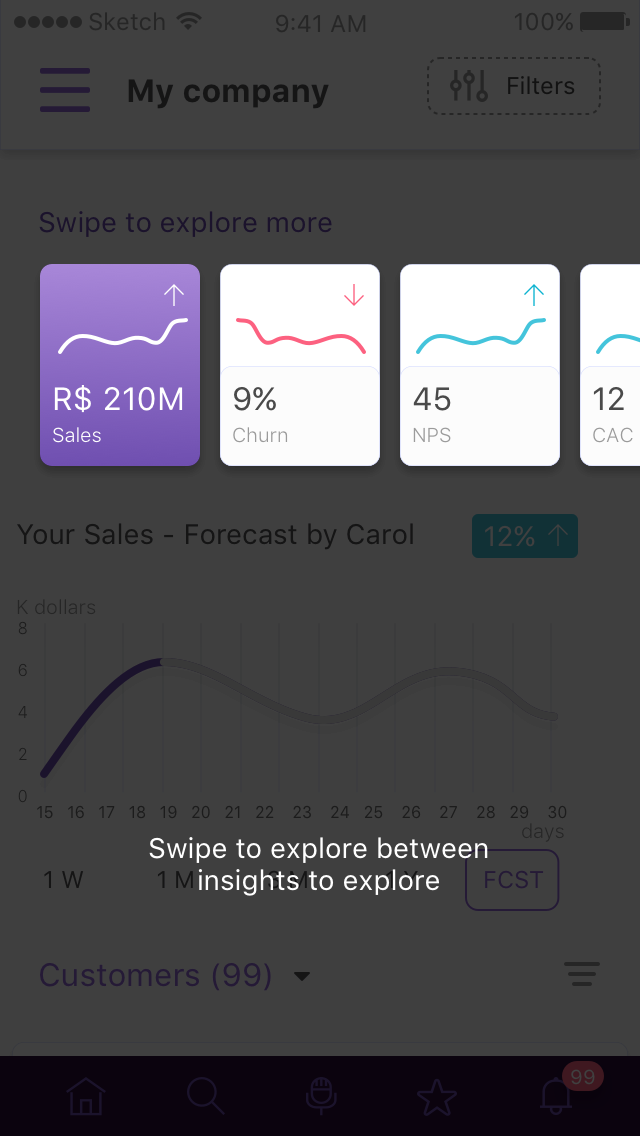 Sketch 9:41 AM 100%
My company Filters
Swipe to explore more
R$ 210M 9% 45 12
Sales Churn NPS CAC
Your Sales - Forecast by Carol 12%
K dollars
8
6
4
2
0
15 16 17 18 19 20 21 22 23 24 25 26 27 28 29 30
days
Swipe to explore between
insights to explore
1 W 1 M 3 M 1 Y FCST
Customers (99)
99